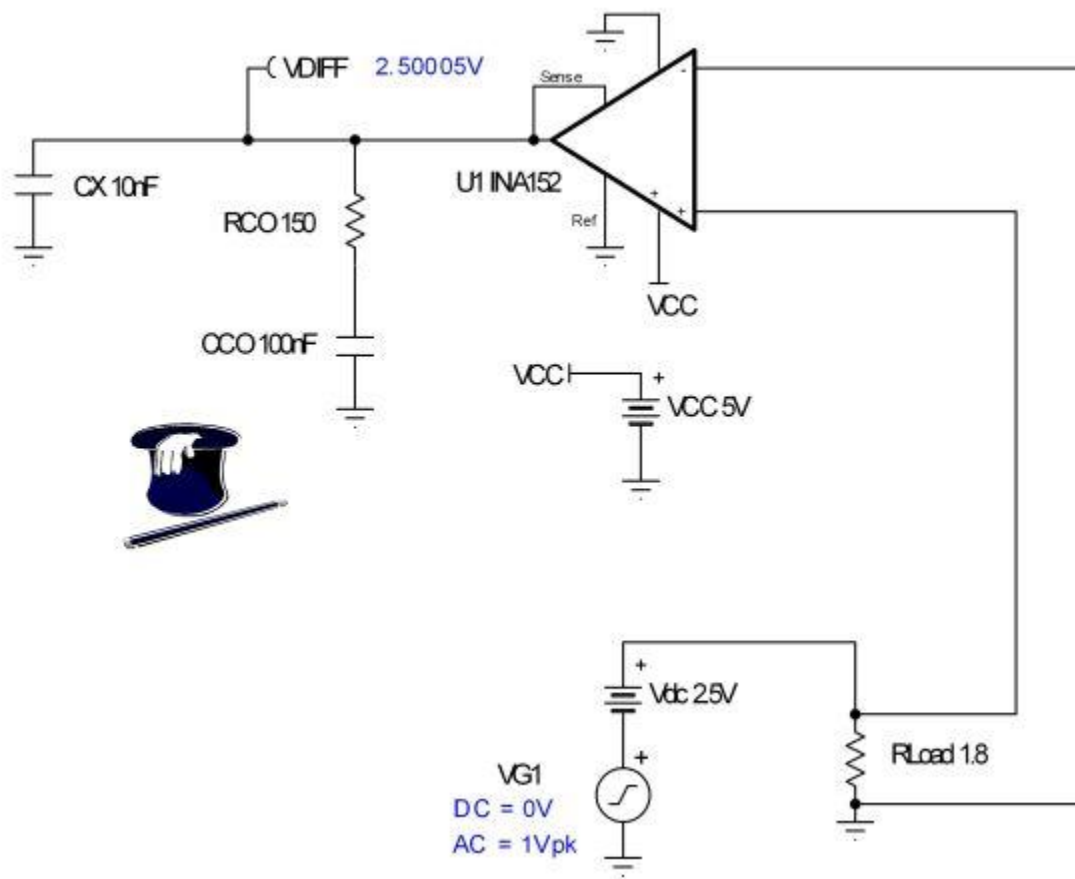 VDIFF 2.50005V
Sense
-
CX 10nF
U1 INA152
RCO 150
Ref
+
+
VCC
CCO 100nF
VCC
+
VCC 5V
+
Vdc 2.5V
RLoad 1.8
VG1
+
DC = 0V
AC = 1Vpk